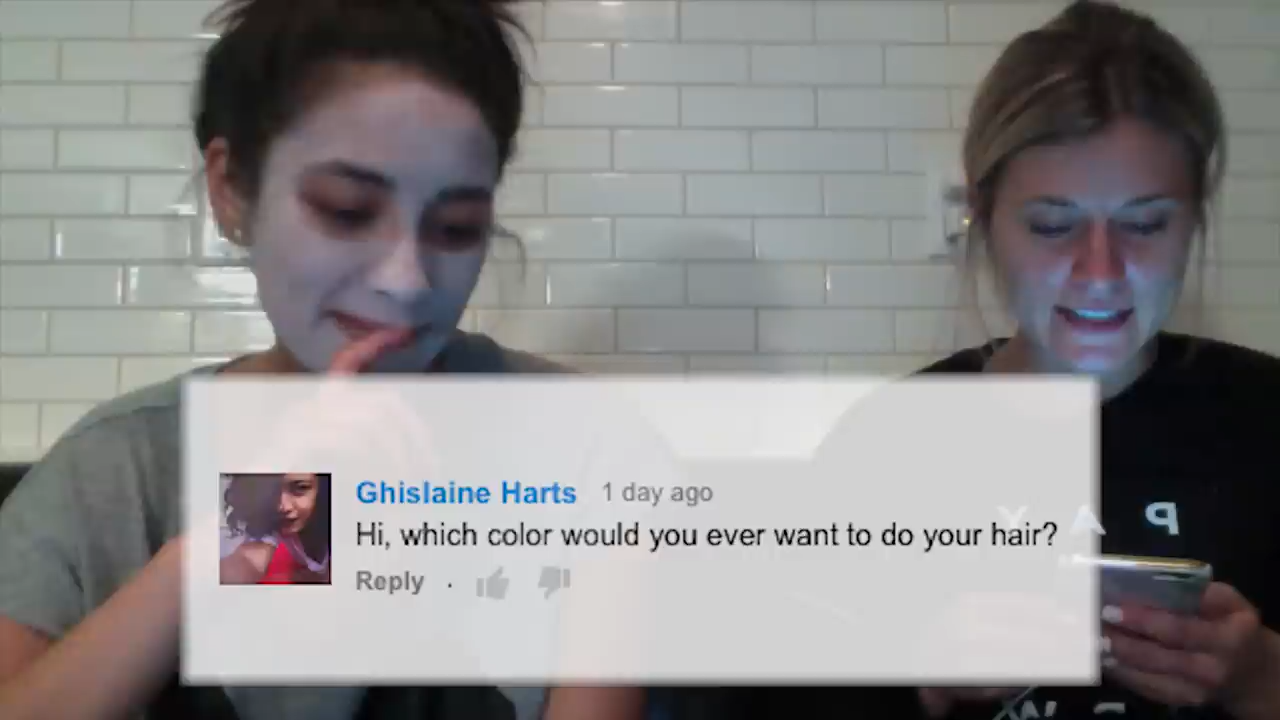 Ghislaine Harts 1 day ago
Hi, which color would you ever want to do your hair?
Reply ·
Y A P